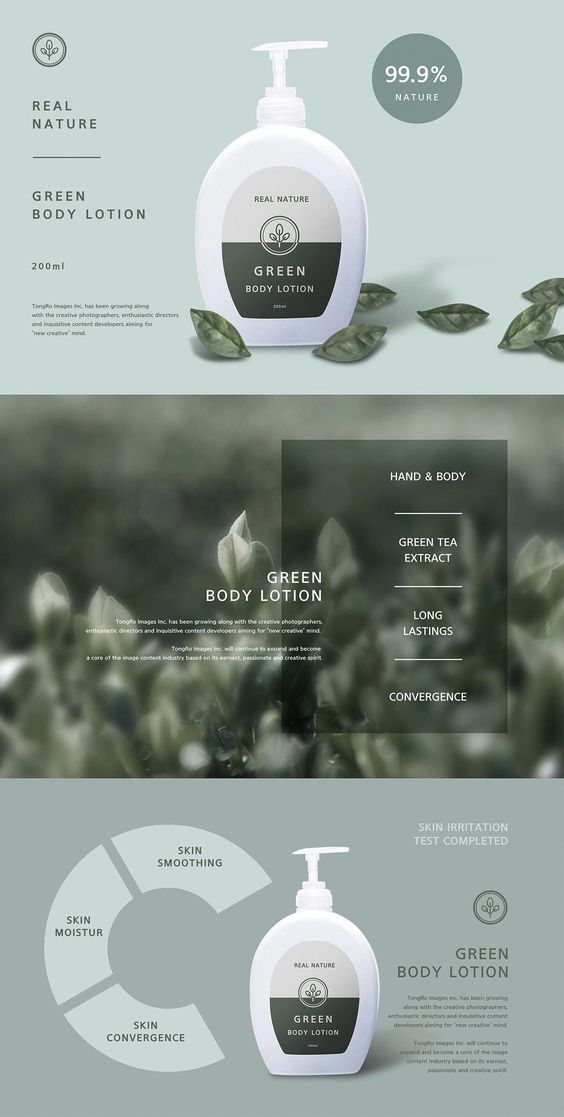 REAL
NATURE
GREEN
BODY LOTION
200ml
TongRo Images Inc. has been growing along
with the creative photographers, enthusiastic directors
and inquisitive content developers aiming for
"new creative" mind.
99.9%
NATURE
REAL NATURE
GREEN
BODY LOTION
200ml
HAND & BODY
GREEN TEA
EXTRACT
LONG
LASTINGS
CONVERGENCE
GREEN
BODY LOTION
TongRo Images Inc. has been growing along with the creative photographers,
enthusiastic directors and inquisitive content developers aiming for "new creative" mind.
TongRo Images Inc. will continue to expand and become
a core of the image content industry based on its earnest, passionate and creative spirit.
SKIN
SMOOTHING
SKIN
MOISTUR
SKIN
CONVERGENCE
REAL NATURE
GREEN
BODY LOTION
200ml
SKIN IRRITATION
TEST COMPLETED
GREEN
BODY LOTION
TongRo Images Inc. has been growing
along with the creative photographers,
enthusiastic directors and inquisitive content
developers aiming for "new creative" mind.
TongRo Images Inc. will continue to
expand and become a core of the image
content industry based on its earnest,
passionate and creative spirit.